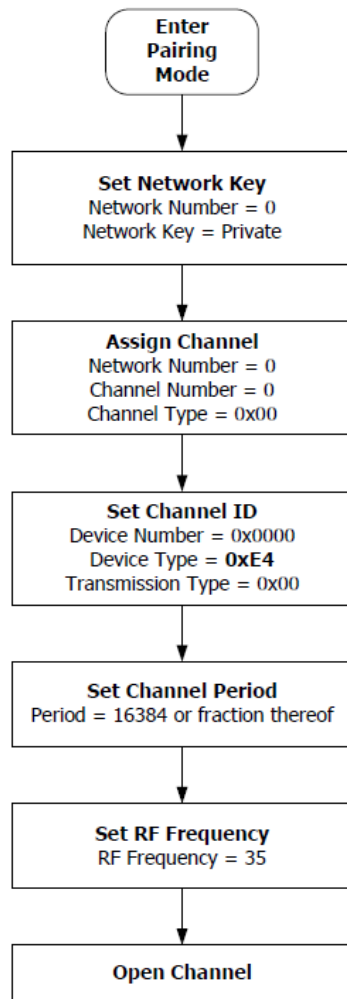 Enter
Pairing
Mode
Set Network Key
Network Number = 0
Network Key = Private
Assign Channel
Network Number = 0
Channel Number = 0
Channel Type = 0x00
Set Channel ID
Device Number = 0x0000
Device Type = 0xE4
Transmission Type = 0x00
Set Channel Period
Period = 16384 or fraction thereof
Set RF Frequency
RF Frequency = 35
Open Channel